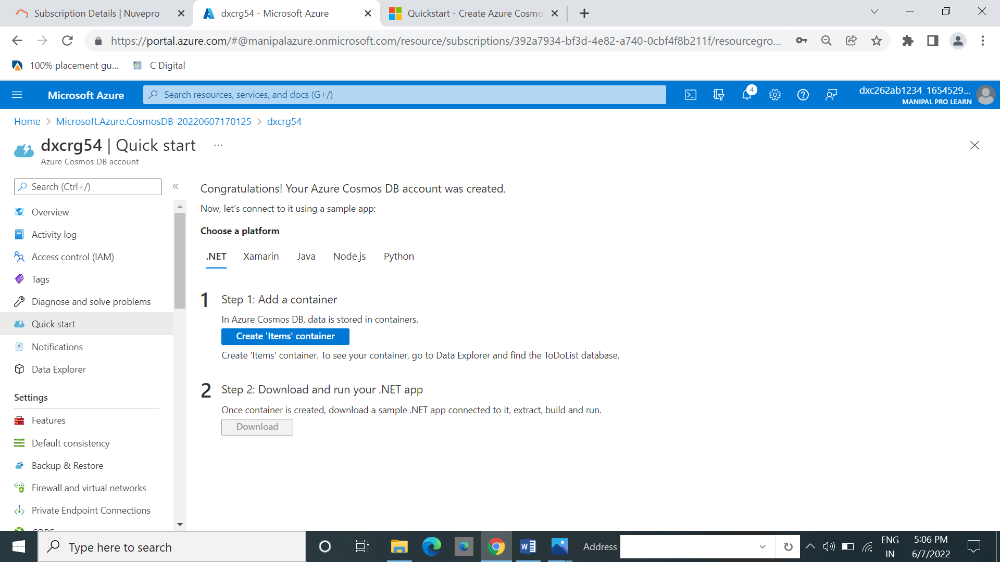 Subscription Details | Nuvepro
dxcrg54 - Microsoft Azure
Quickstart - Create Azure Cosmo
https://portal.azure.com/#@manipalazure.onmicrosoft.com/resource/subscriptions/392a7934-bf3d-4e82-a740-0cbf4f8b211f/resourcegro...
100% placement gu...
C Digital
Microsoft Azure
Search resources, services, and docs (G+/)
4
dxc262ab1234_1654529...
MANIPAL PRO LEARN
Home > Microsoft.Azure.CosmosDB-20220607170125 > dxcrg54
dxcrg54 | Quick start ...
Azure Cosmos DB account
Search (Ctrl+/)
Overview
Activity log
Access control (IAM)
Tags
Diagnose and solve problems
Quick start
Notifications
Data Explorer
Settings
Features
Default consistency
Backup & Restore
Firewall and virtual networks
Private Endpoint Connections
CORS
Congratulations! Your Azure Cosmos DB account was created.
Now, let’s connect to it using a sample app:
Choose a platform
.NET Xamarin Java Node.js Python
1 Step 1: Add a container
In Azure Cosmos DB, data is stored in containers.
Create 'Items' container
Create 'Items' container. To see your container, go to Data Explorer and find the ToDoList database.
2 Step 2: Download and run your .NET app
Once container is created, download a sample .NET app connected to it, extract, build and run.
Download
Type here to search
Address
ENG
IN
5:06 PM
6/7/2022